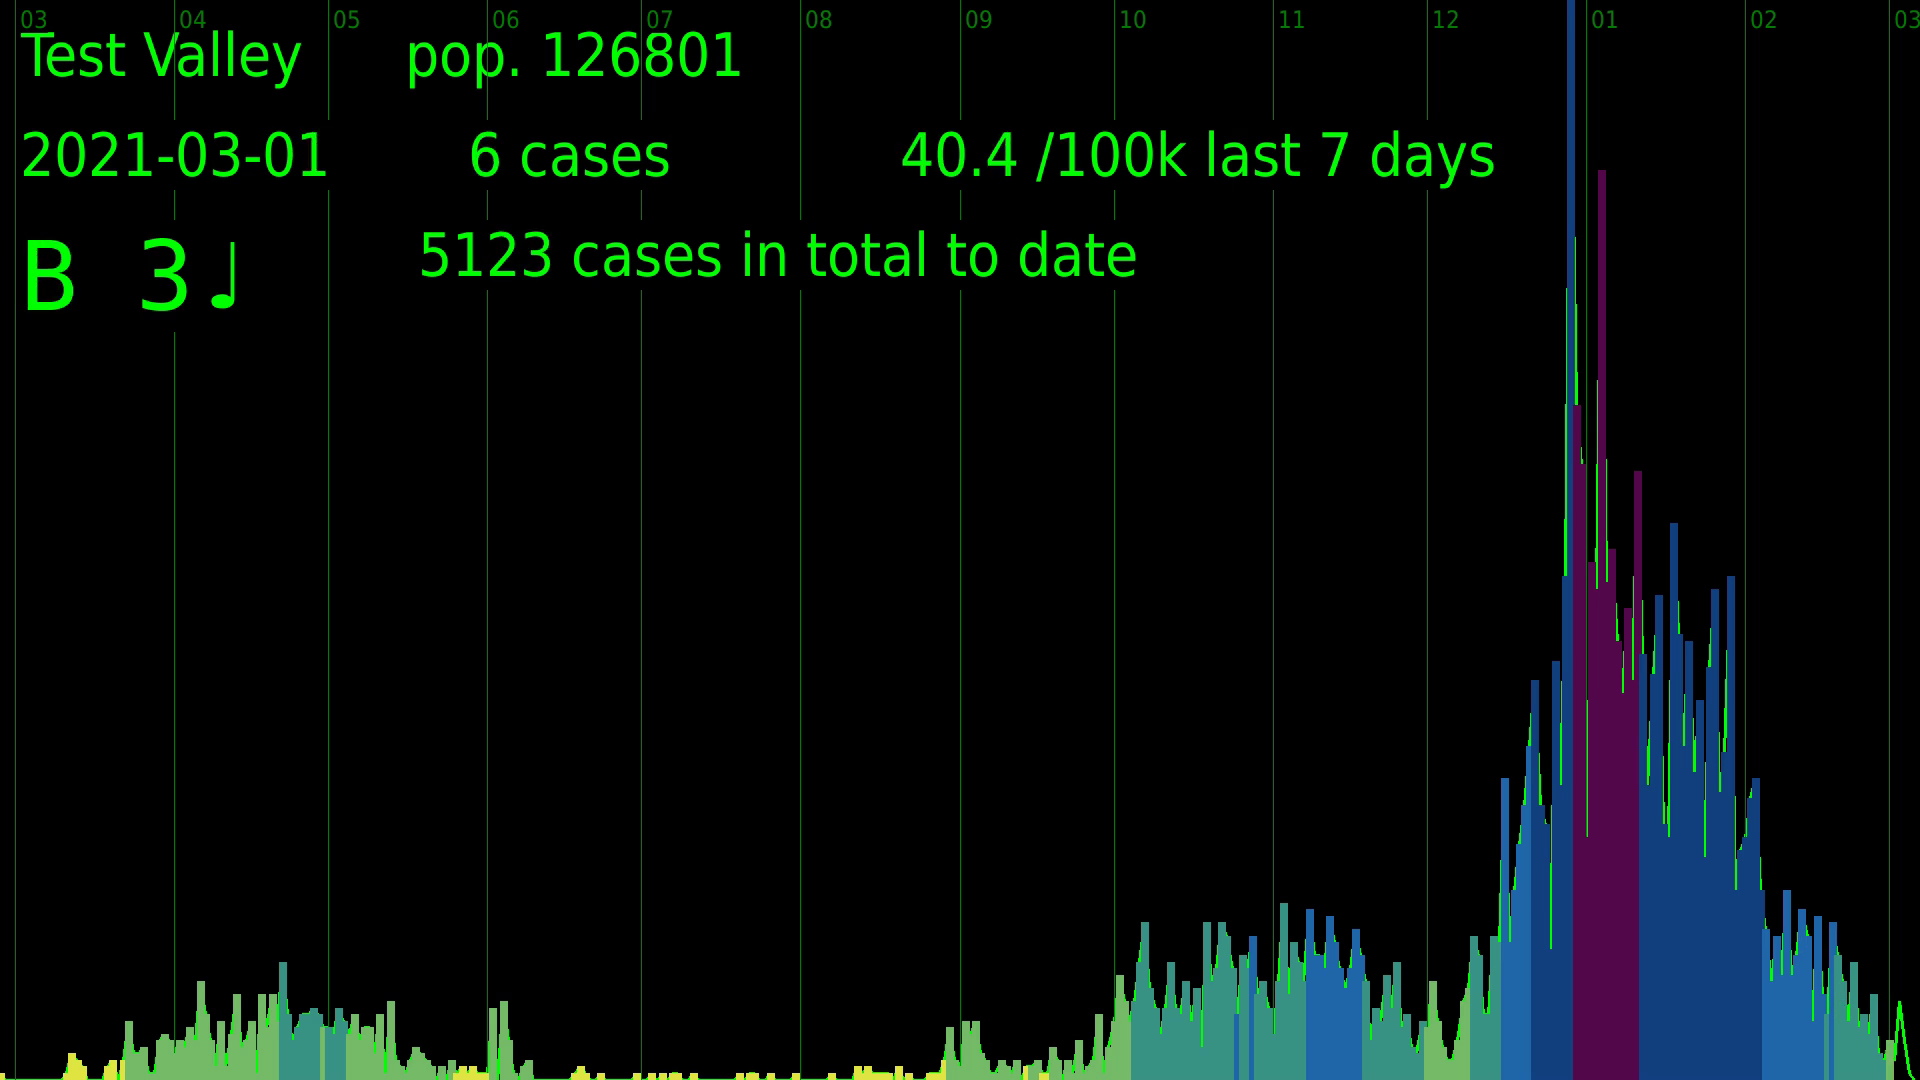 03 04 05 06 07 08 09 10 11 12 01 02 03
Test Valley pop. 126801
2021-03-01 6 cases 40.4 /100k last 7 days
B 3♩ 5123 cases in total to date